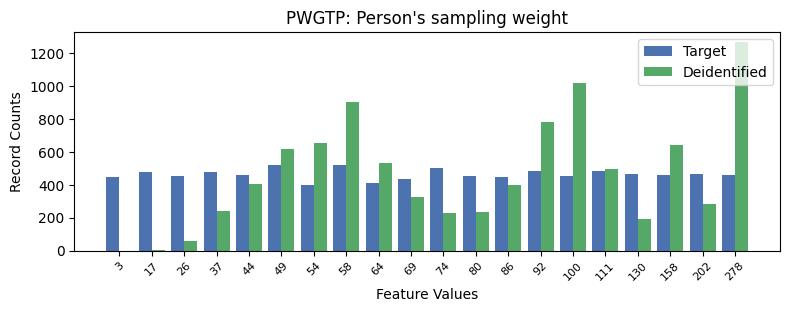 PWGTP: Person's sampling weight
Target
Deidentified
Record Counts
1200
1000
800
600
400
200
0
3 17 26 37 44 49 54 58 64 69 74 80 86 92 100 111 130 158 202 278
Feature Values